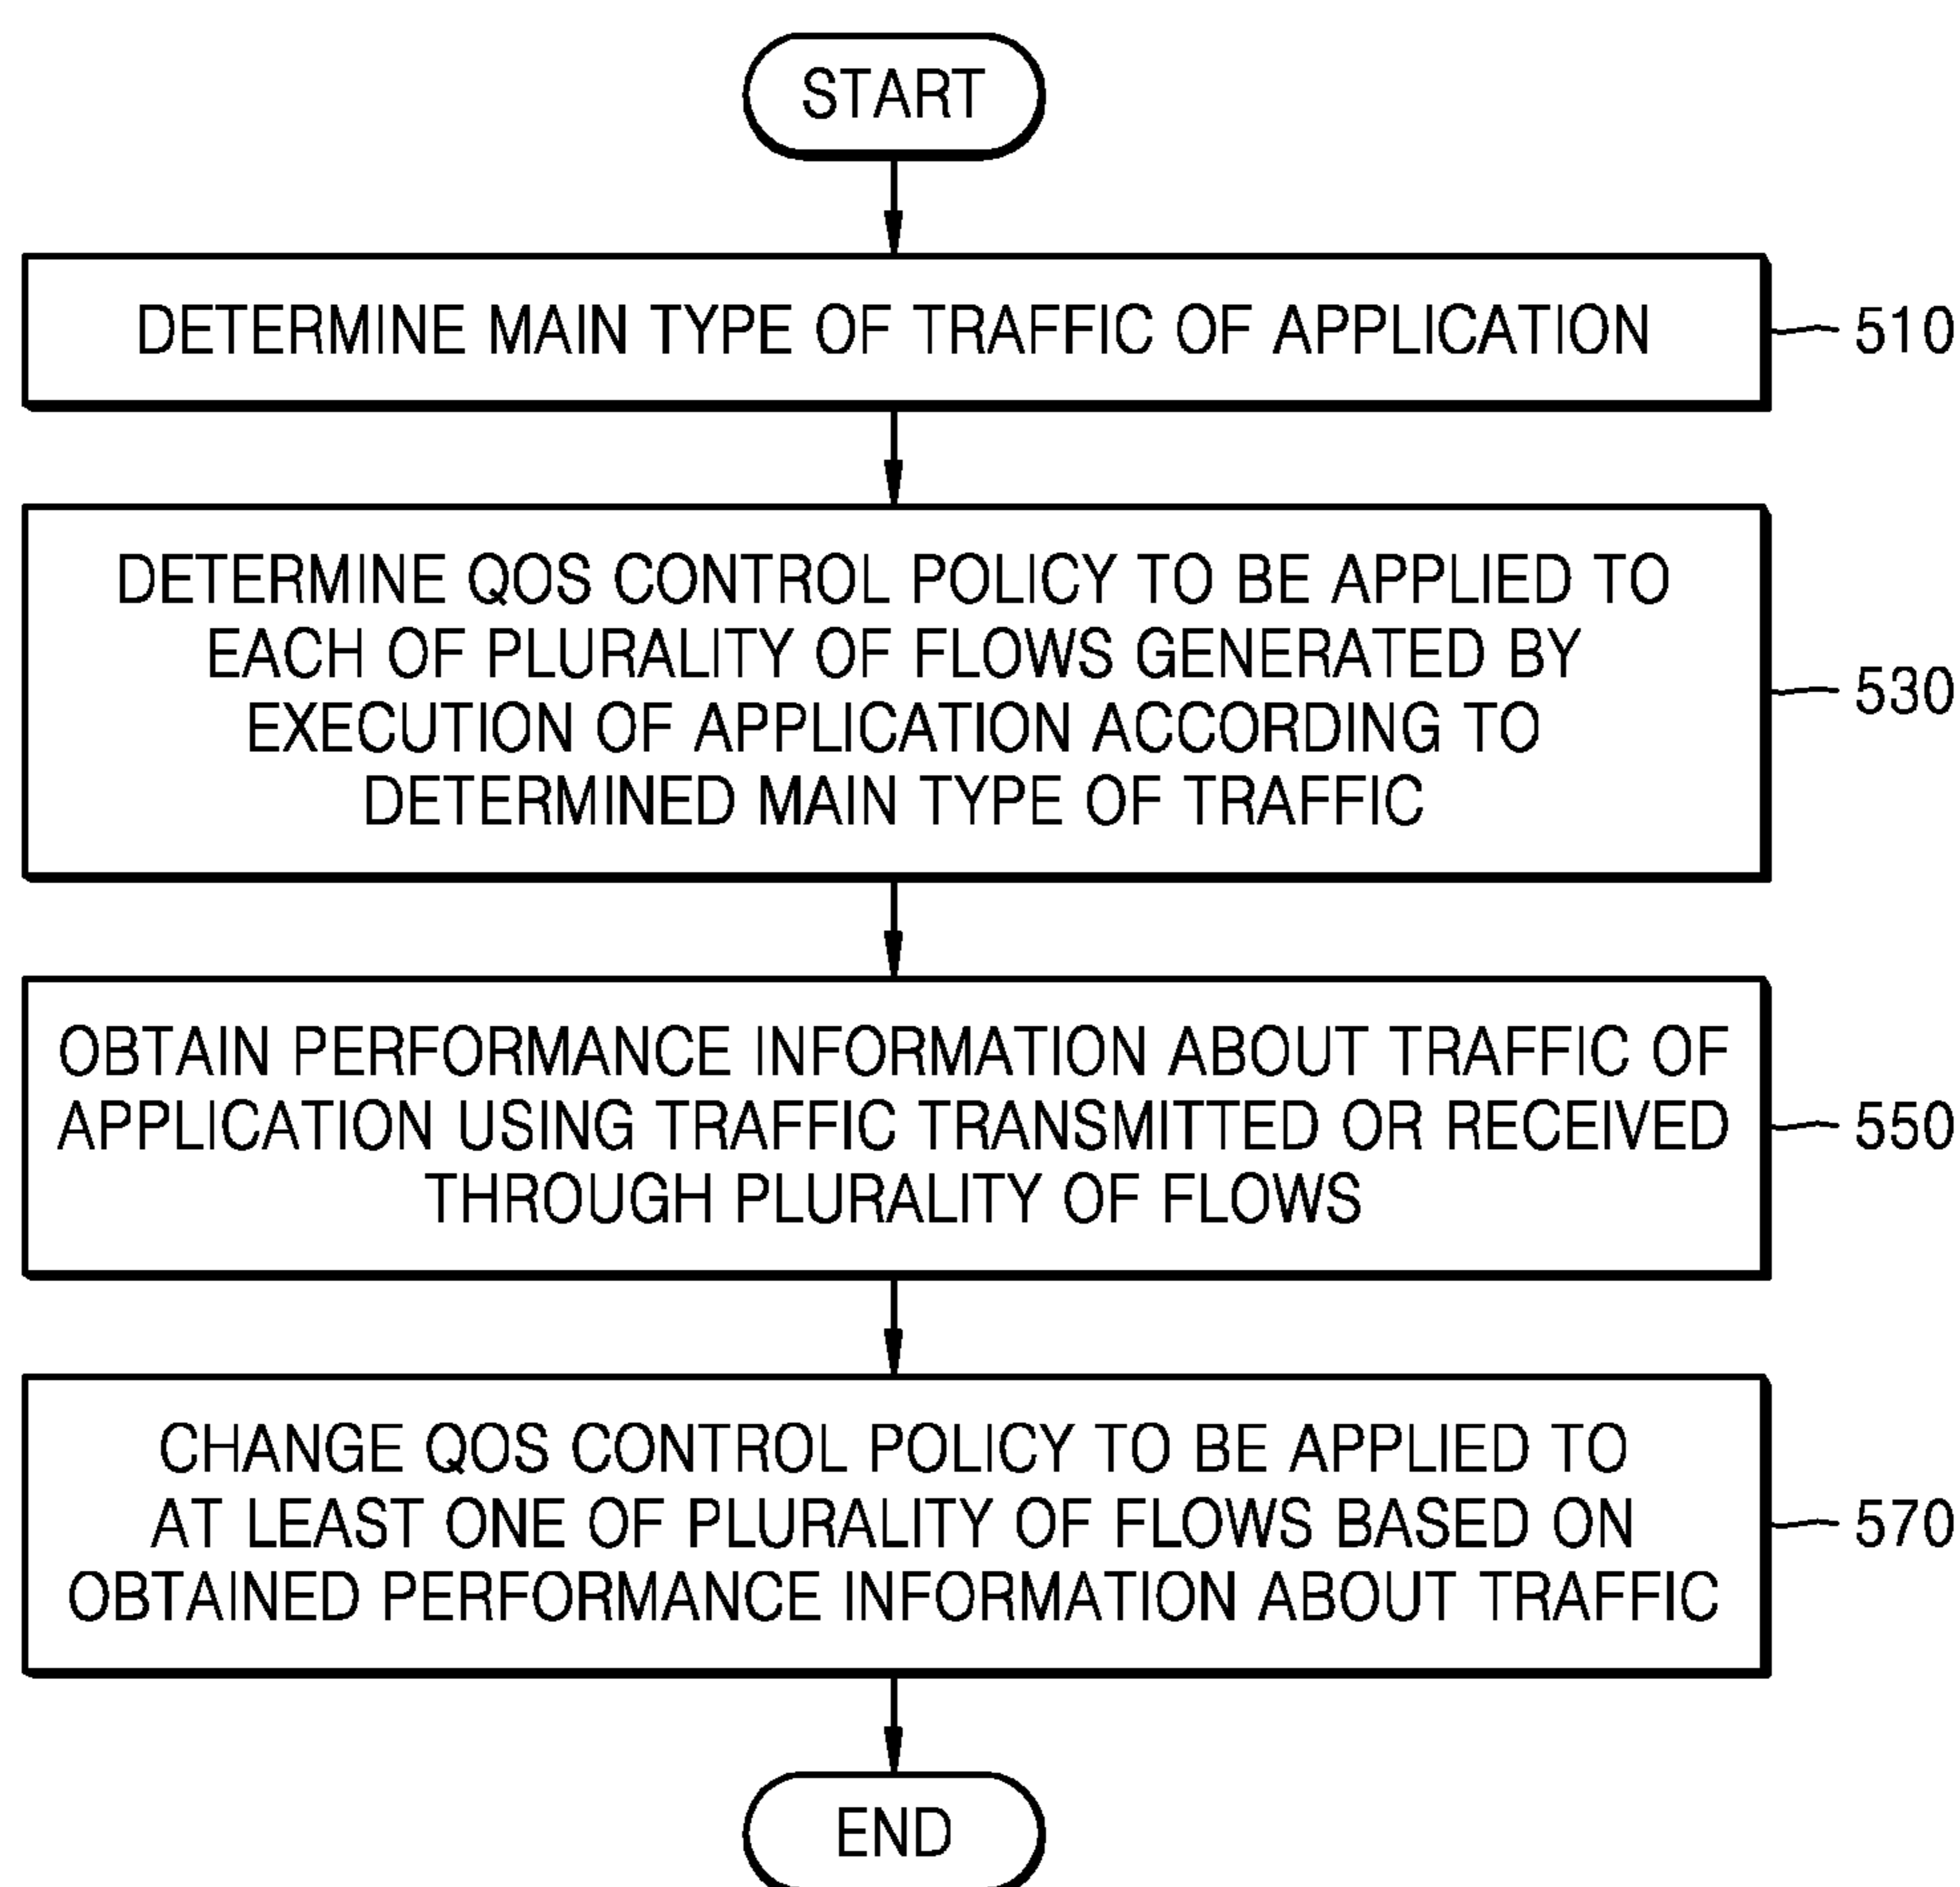 START
DETERMINE MAIN TYPE OF TRAFFIC OF APPLICATION
510
DETERMINE QOS CONTROL POLICY TO BE APPLIED TO
EACH OF PLURALITY OF FLOWS GENERATED BY
EXECUTION OF APPLICATION ACCORDING TO
DETERMINED MAIN TYPE OF TRAFFIC
530
OBTAIN PERFORMANCE INFORMATION ABOUT TRAFFIC OF
APPLICATION USING TRAFFIC TRANSMITTED OR RECEIVED
THROUGH PLURALITY OF FLOWS
550
CHANGE QOS CONTROL POLICY TO BE APPLIED TO
AT LEAST ONE OF PLURALITY OF FLOWS BASED ON
OBTAINED PERFORMANCE INFORMATION ABOUT TRAFFIC
570
END